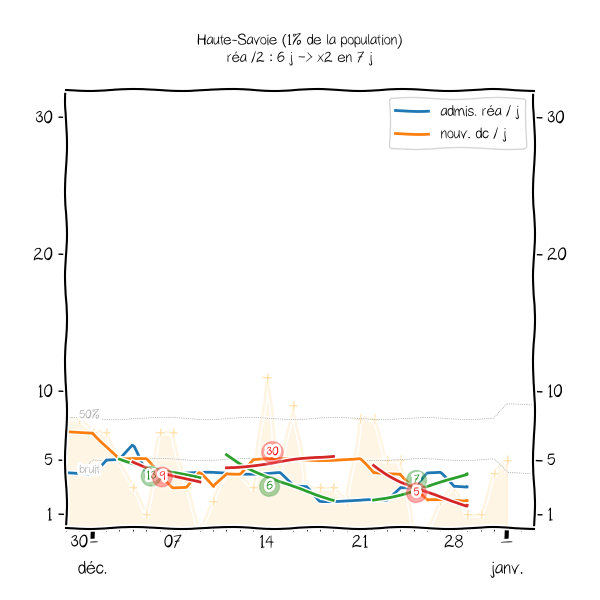 Haute-Savoie (1% de la population)
réa /2 : 6 j -> x2 en 7 j
admis. réa / j
nouv. dc / j
30 30
20 20
10 10
50%
5 5
bruit
1 1
30
7
13 9
6
5
30 07 14 21 28
déc. janv.